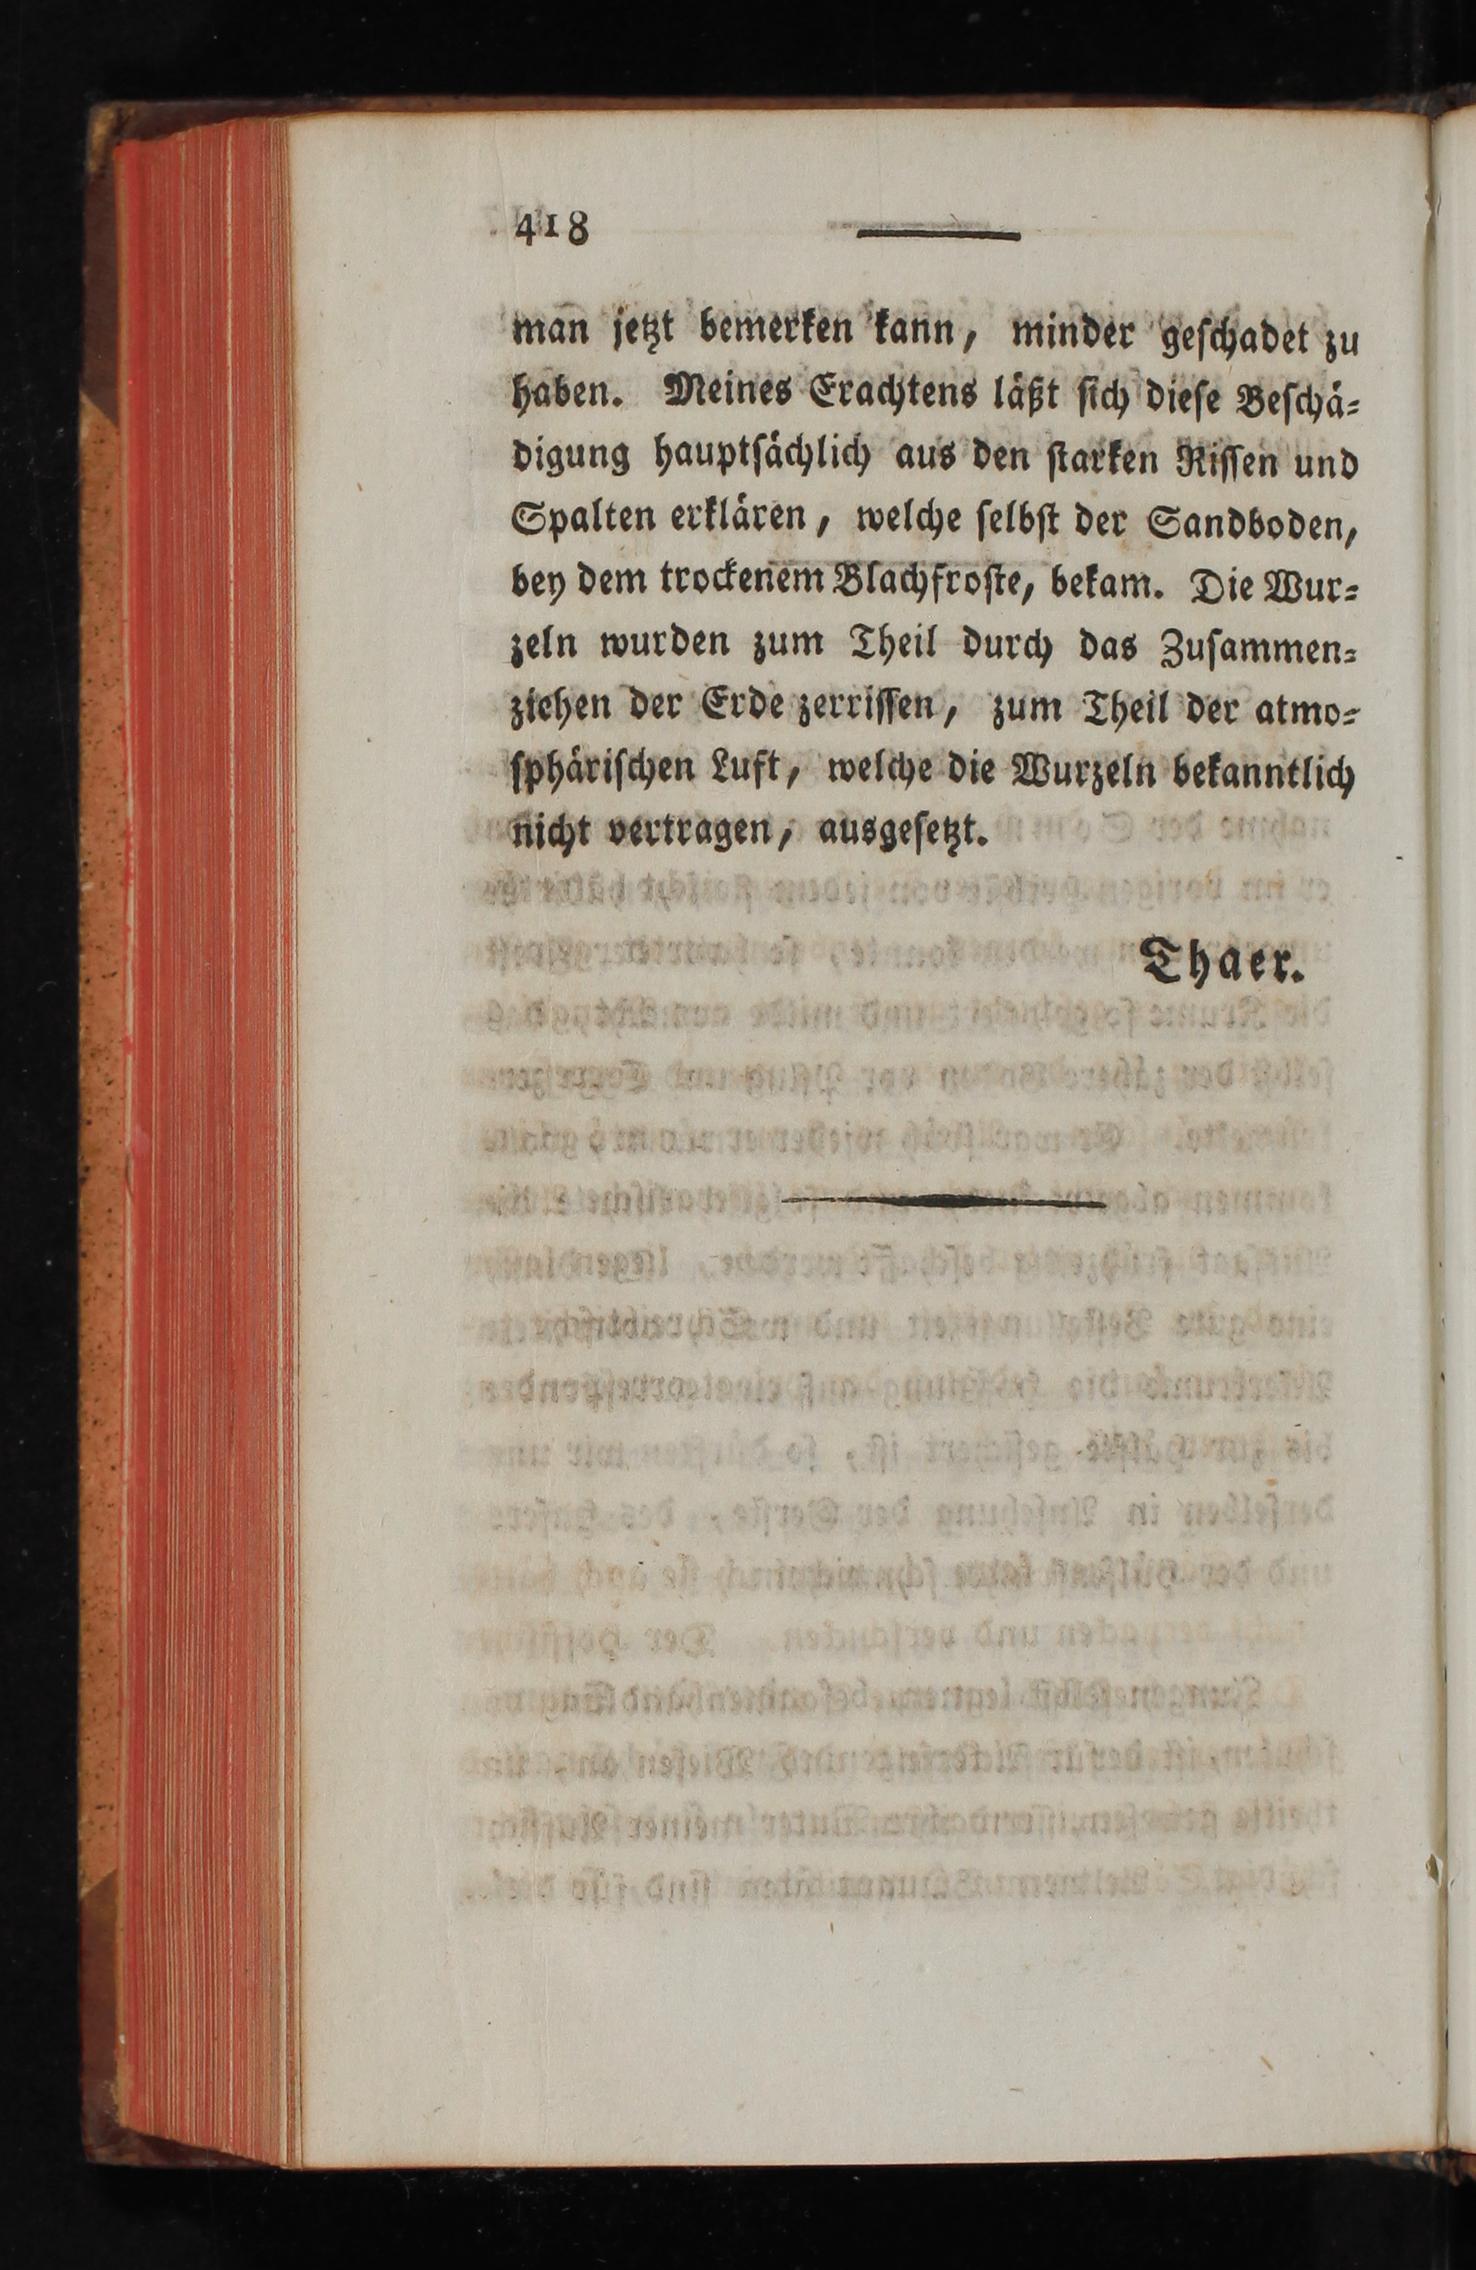 418
man jetzt bemerken kann, minder geschadet zu
haben. Meines Erachtens läßt sich diese Beschä-
digung hauptsächlich aus den starken Rissen und
Spalten erklären, welche selbst der Sandboden,
bey dem trockenem Blachfroste, bekam. Die Wur-
zeln wurden zum Theil durch das Zusammen-
ziehen der Erde zerrissen, zum Theil der atmo-
sphärischen Luft, welche die Wurzeln bekanntlich
nicht vertragen, ausgesetzt.
Thaer.